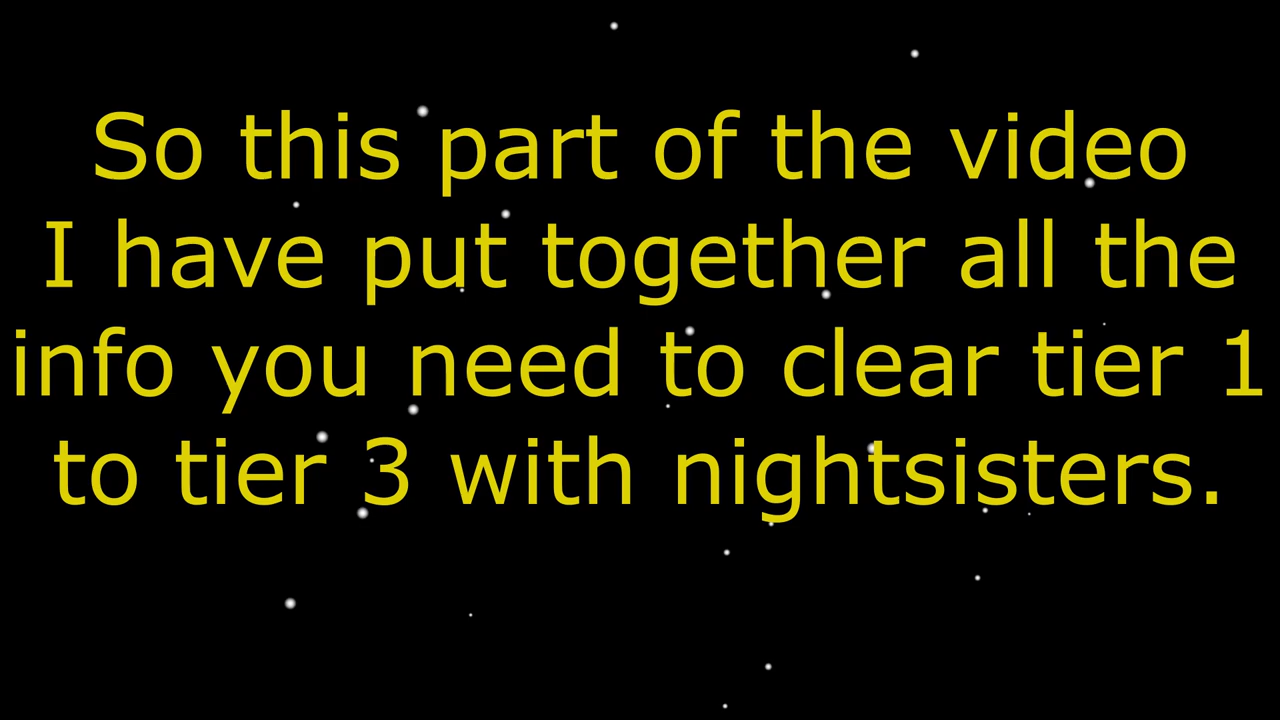 So this part of the video
I have put together all the
info you need to clear tier 1
to tier 3 with nightsisters.